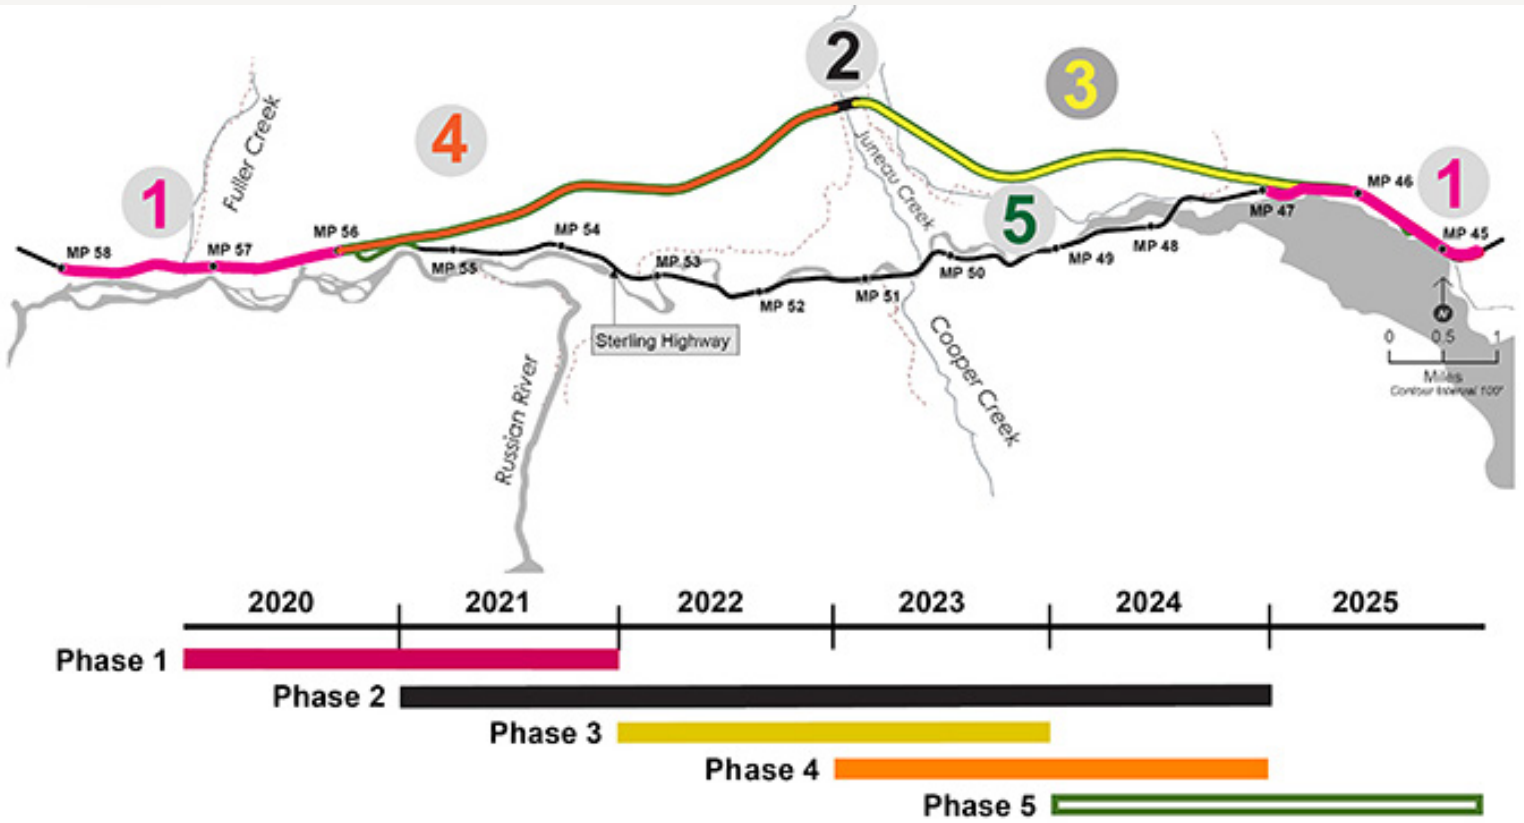 2
3
4
1
1
5
Fuller Creek
Juneau Creek
MP 58
MP 57
MP 56
MP 55
MP 54
MP 53
MP 52
MP 51
MP 50
MP 49
MP 48
MP 47
MP 46
MP 45
Sterling Highway
Russian River
Cooper Creek
N
0 0.5 1
Miles
Contour Interval 100'
2020 2021 2022 2023 2024 2025
Phase 1
Phase 2
Phase 3
Phase 4
Phase 5